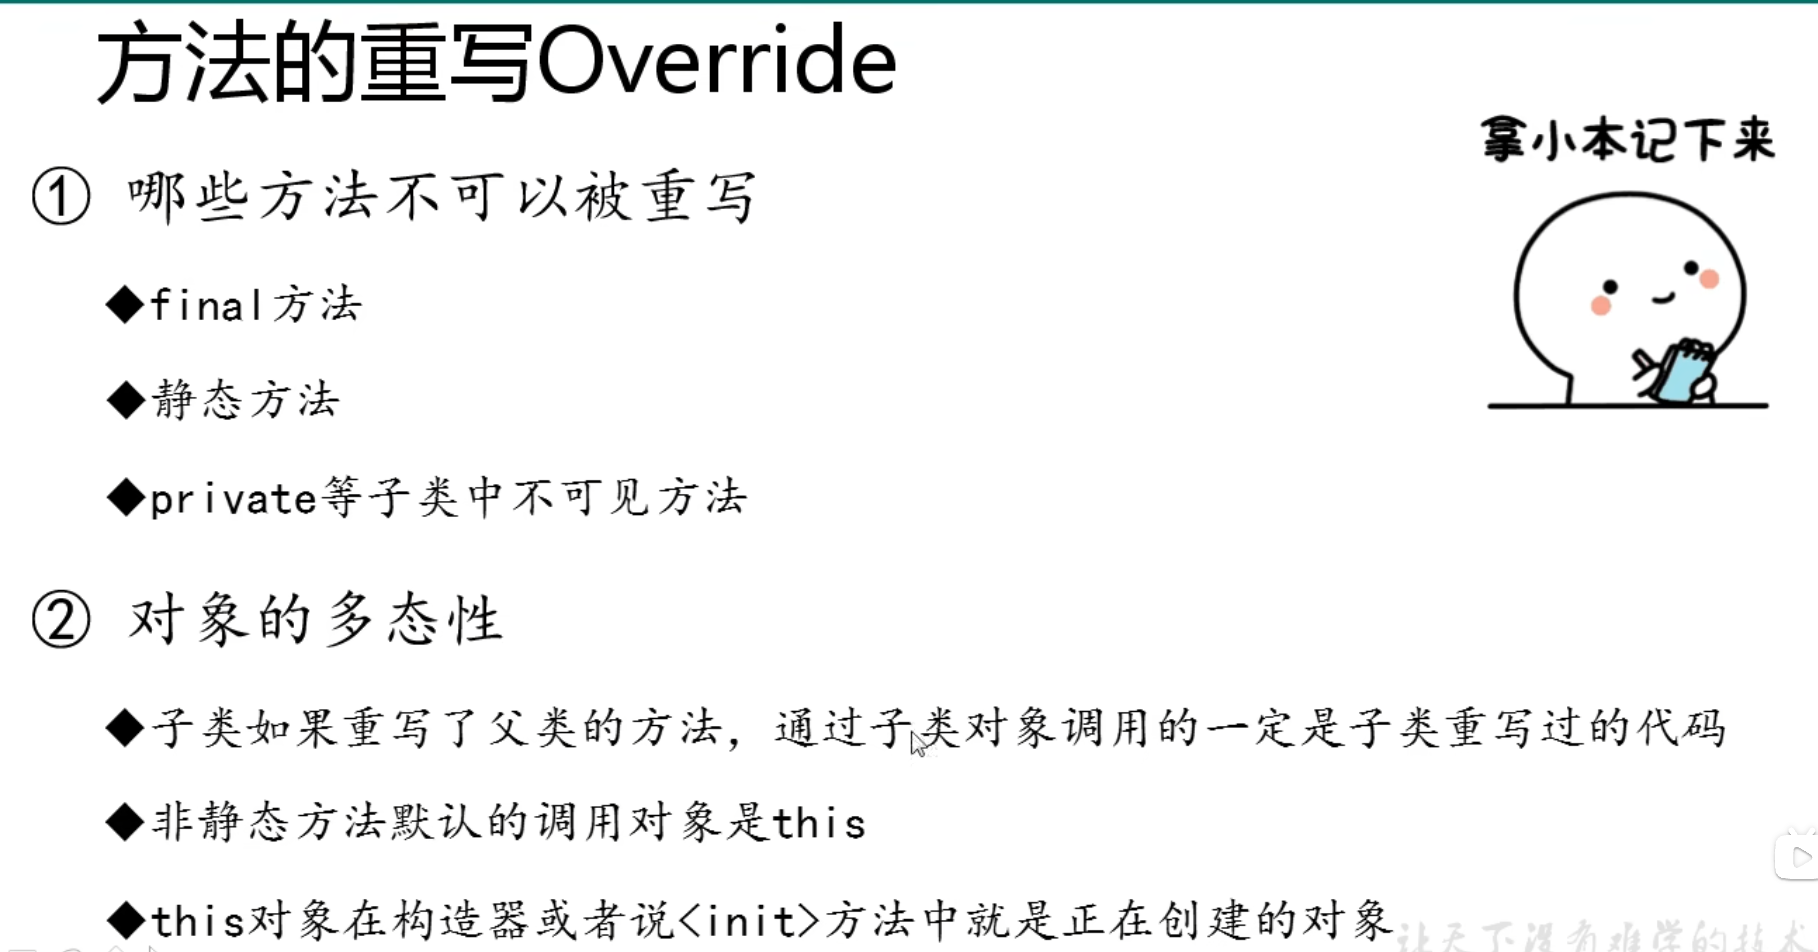 方法的重写Override
拿小本记下来
① 哪些方法不可以被重写
◆final方法
◆静态方法
◆private等子类中不可见方法
② 对象的多态性
◆子类如果重写了父类的方法，通过子类对象调用的一定是子类重写过的代码
◆非静态方法默认的调用对象是this
◆this对象在构造器或者说<init>方法中就是正在创建的对象
让天下没有难学的技术